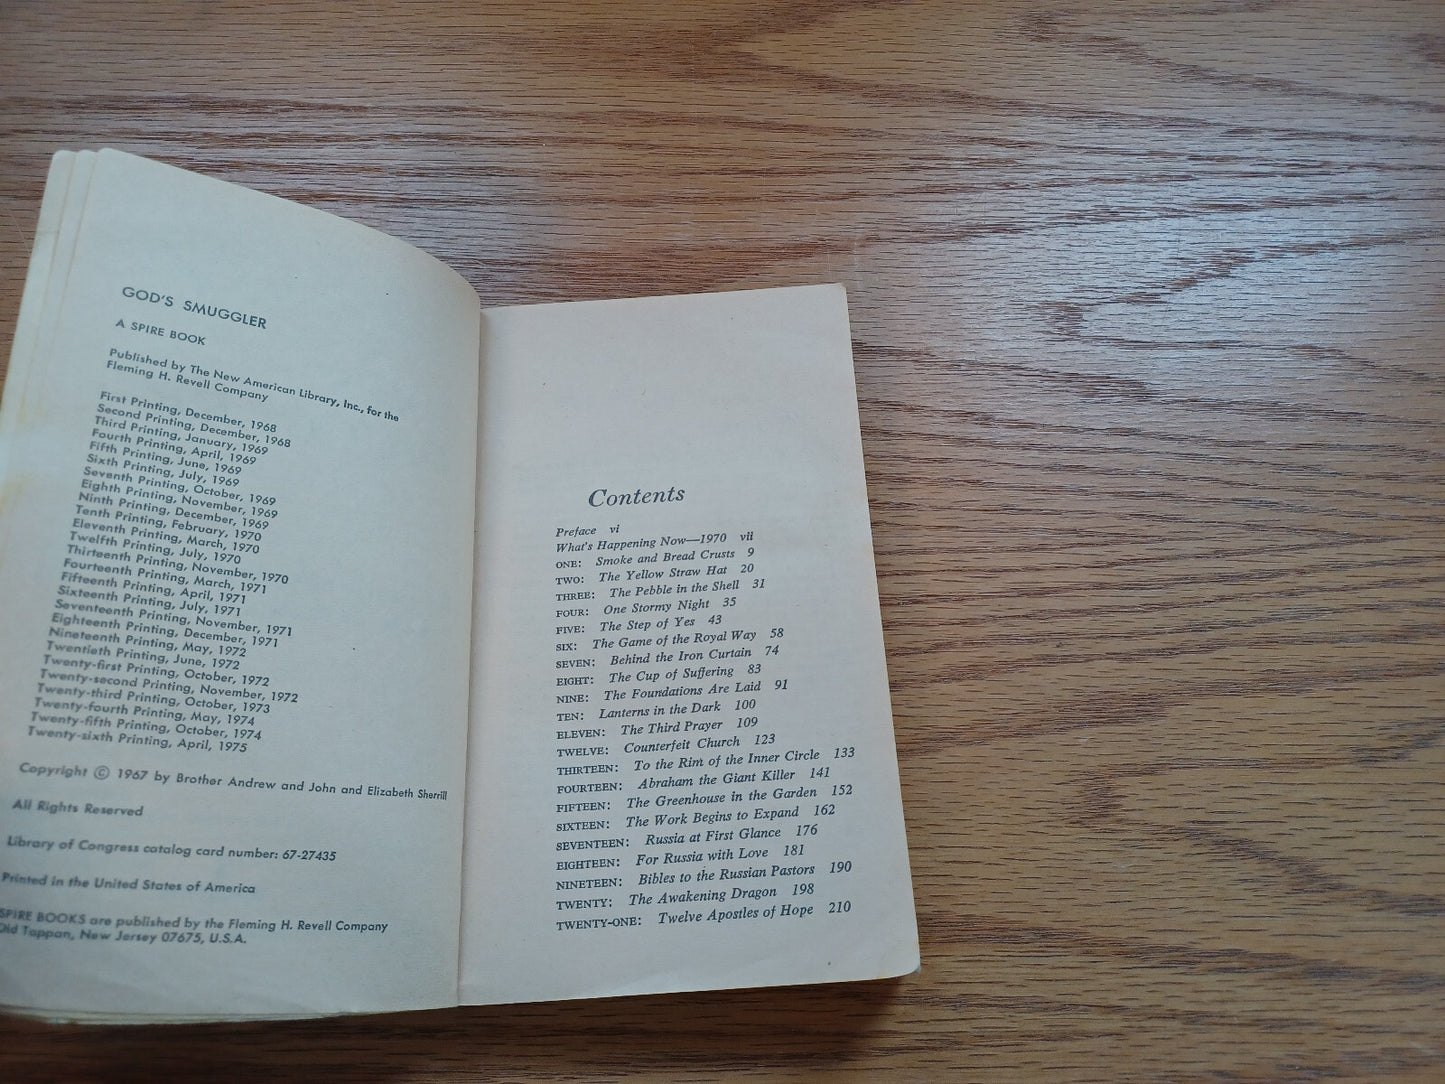 GOD'S SMUGGLER
A SPIRE BOOK
Published by The New American Library, Inc., for the
Fleming H. Revell Company
First Printing, December, 1968
Second Printing, December, 1968
Third Printing, January, 1969
Fourth Printing, April, 1969
Fifth Printing, June, 1969
Sixth Printing, July, 1969
Seventh Printing, October, 1969
Eighth Printing, November, 1969
Ninth Printing, December, 1969
Tenth Printing, February, 1970
Eleventh Printing, March, 1970
Twelfth Printing, July, 1970
Thirteenth Printing, November, 1970
Fourteenth Printing, March, 1971
Fifteenth Printing, April, 1971
Sixteenth Printing, July, 1971
Seventeenth Printing, November, 1971
Eighteenth Printing, December, 1971
Nineteenth Printing, May, 1972
Twentieth Printing, June, 1972
Twenty-first Printing, October, 1972
Twenty-second Printing, November, 1972
Twenty-third Printing, October, 1973
Twenty-fourth Printing, May, 1974
Twenty-fifth Printing, October, 1974
Twenty-sixth Printing, April, 1975
Copyright © 1967 by Brother Andrew and John and Elizabeth Sherrill
All Rights Reserved
Library of Congress catalog card number: 67-27435
Printed in the United States of America
SPIRE BOOKS are published by the Fleming H. Revell Company
Old Tappan, New Jersey 07675, U.S.A.
Contents
Preface vi
What's Happening Now—1970 vii
ONE: Smoke and Bread Crusts 9
TWO: The Yellow Straw Hat 20
THREE: The Pebble in the Shell 31
FOUR: One Stormy Night 35
FIVE: The Step of Yes 43
SIX: The Game of the Royal Way 58
SEVEN: Behind the Iron Curtain 74
EIGHT: The Cup of Suffering 83
NINE: The Foundations Are Laid 91
TEN: Lanterns in the Dark 100
ELEVEN: The Third Prayer 109
TWELVE: Counterfeit Church 123
THIRTEEN: To the Rim of the Inner Circle 133
FOURTEEN: Abraham the Giant Killer 141
FIFTEEN: The Greenhouse in the Garden 152
SIXTEEN: The Work Begins to Expand 162
SEVENTEEN: Russia at First Glance 176
EIGHTEEN: For Russia with Love 181
NINETEEN: Bibles to the Russian Pastors 190
TWENTY: The Awakening Dragon 198
TWENTY-ONE: Twelve Apostles of Hope 210